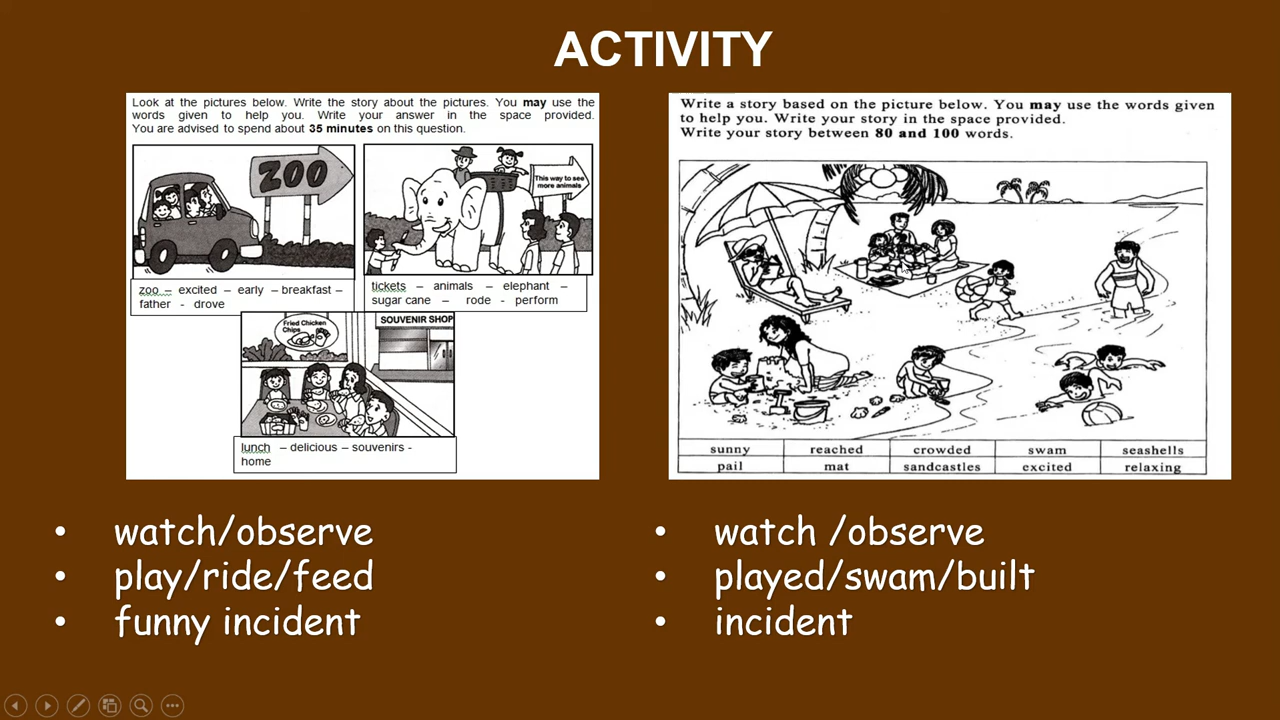 ACTIVITY
Look at the pictures below. Write the story about the pictures. You may use the
words given to help you. Write your answer in the space provided.
You are advised to spend about 35 minutes on this question.
ZOO
This way to see
more animals
zoo – excited – early – breakfast –
father - drove
tickets – animals – elephant –
sugar cane – rode - perform
Fried Chicken
Chips
SOUVENIR SHOP
lunch – delicious – souvenirs -
home
Write a story based on the picture below. You may use the words given
to help you. Write your story in the space provided.
Write your story between 80 and 100 words.
sunny reached crowded swam seashells
pail mat sandcastles excited relaxing
• watch/observe
• play/ride/feed
• funny incident
• watch /observe
• played/swam/built
• incident